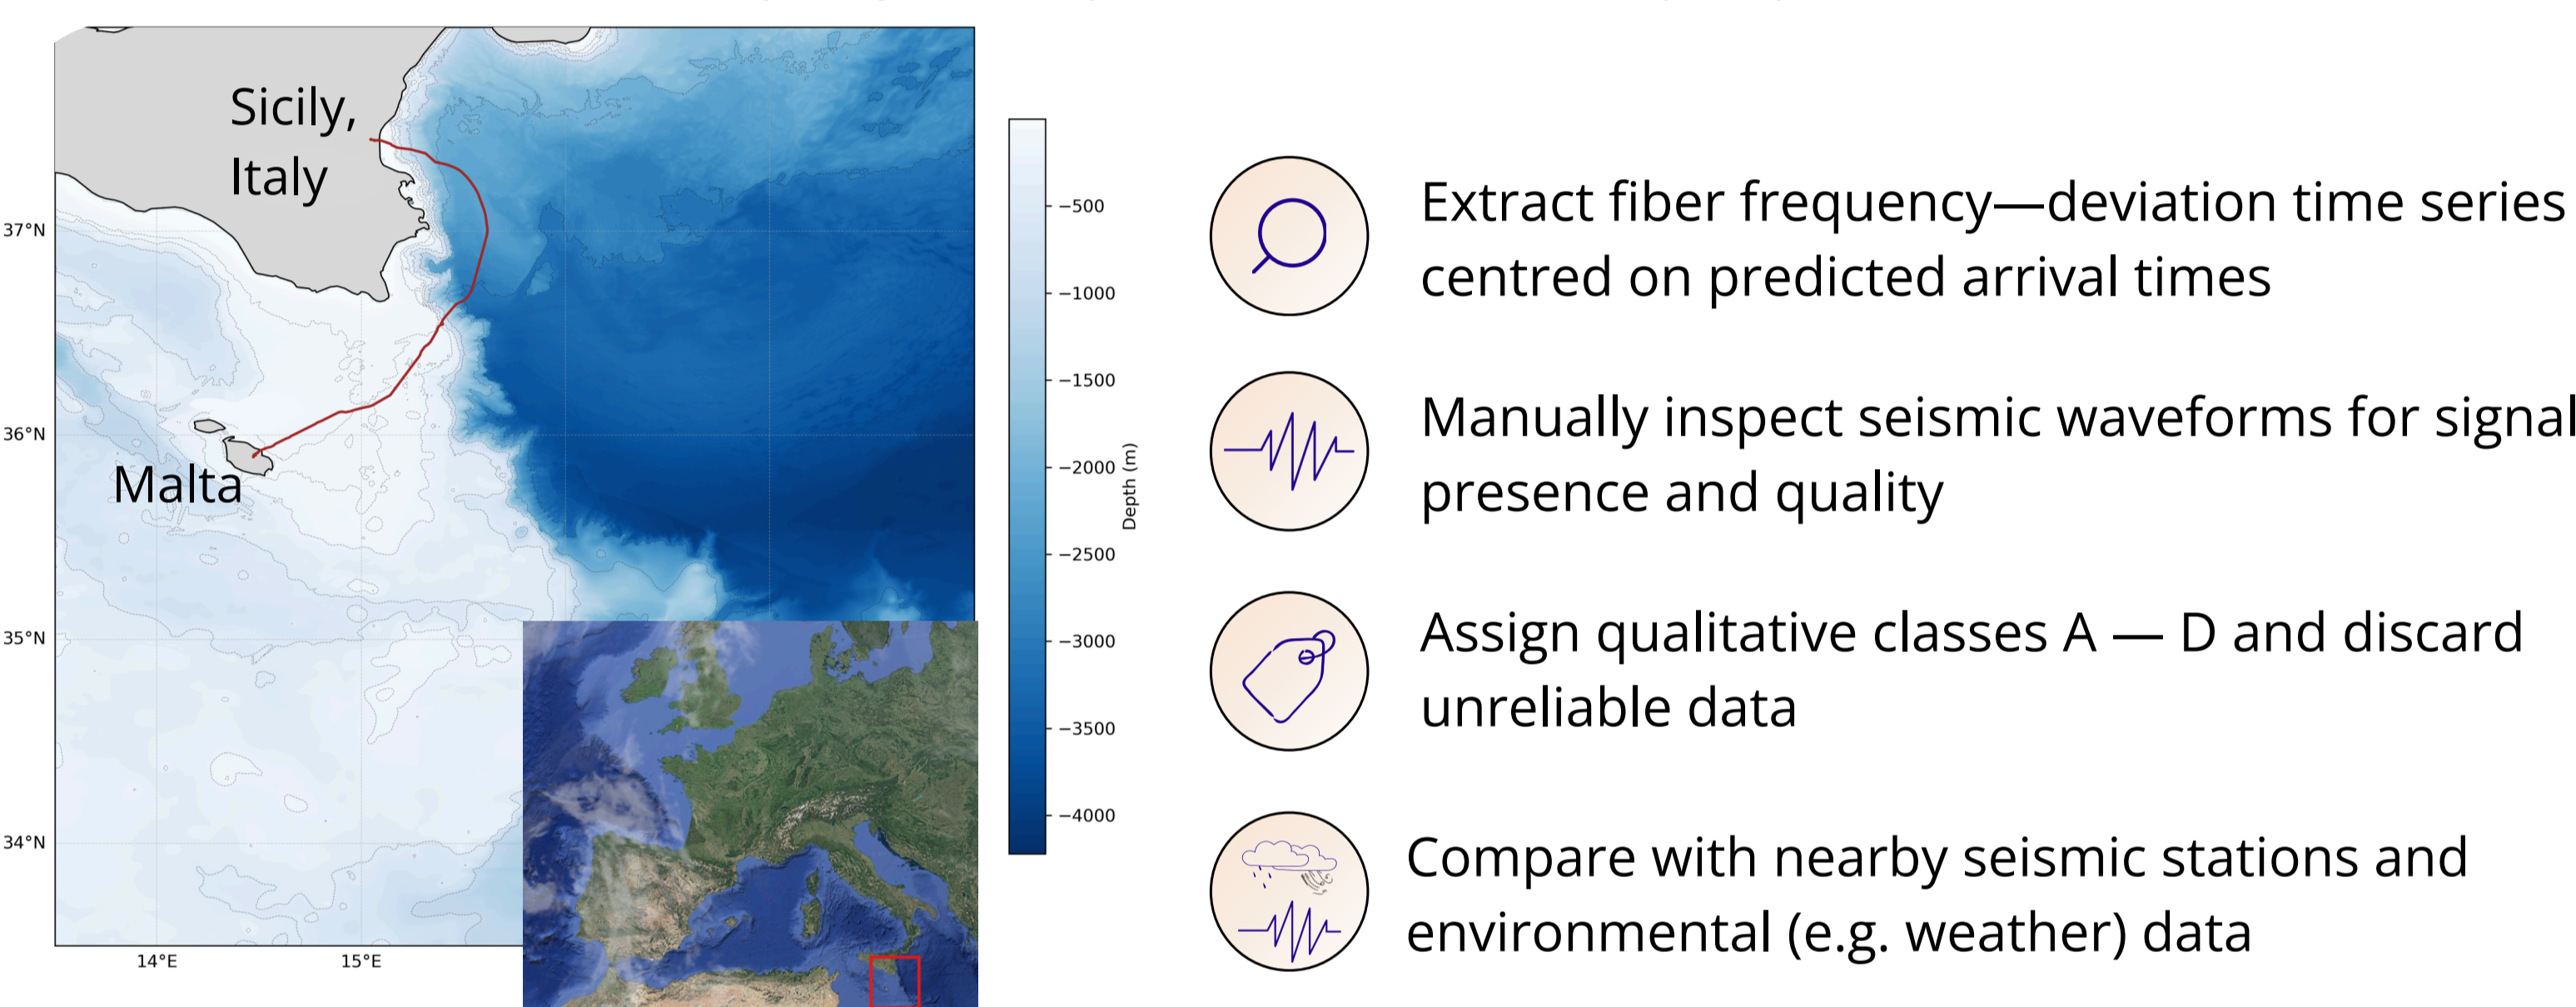 Sicily,
Italy
Malta
37°N
36°N
35°N
34°N
14°E
15°E
−500
−1000
−1500
−2000
−2500
−3000
−3500
−4000
Depth (m)
Extract fiber frequency—deviation time series
centred on predicted arrival times
Manually inspect seismic waveforms for signal
presence and quality
Assign qualitative classes A — D and discard
unreliable data
Compare with nearby seismic stations and
environmental (e.g. weather) data